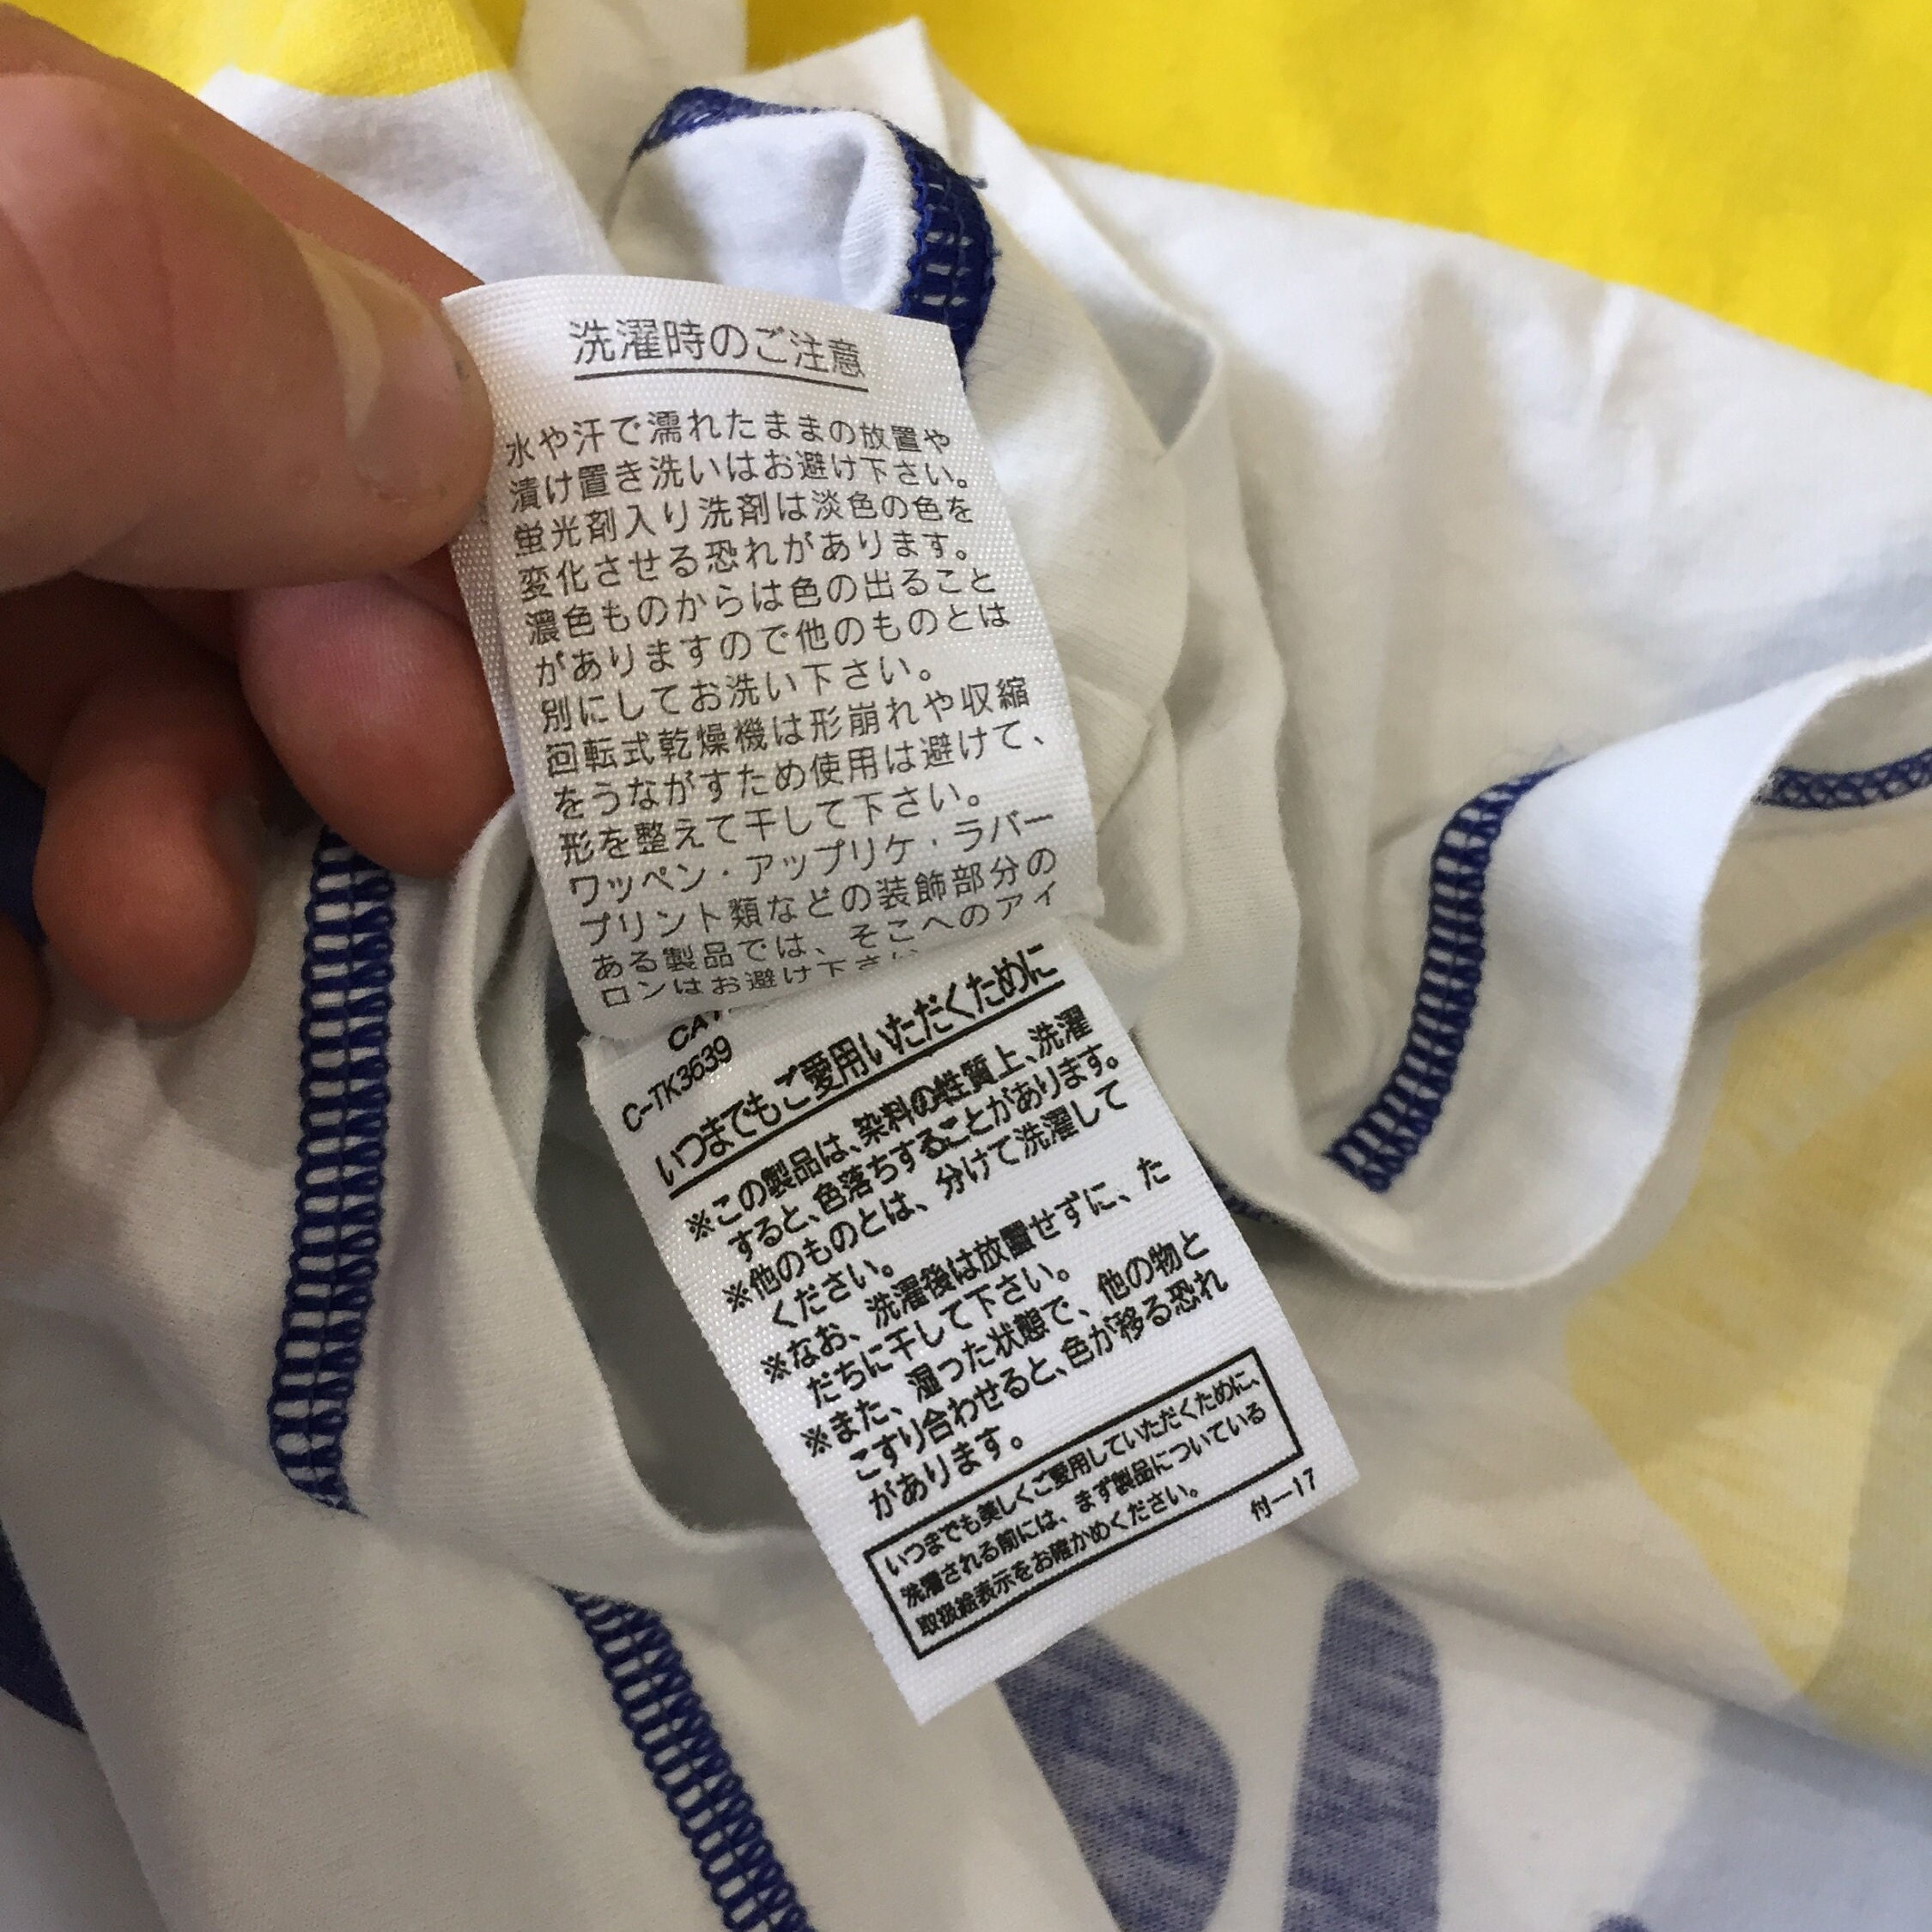 洗濯時のご注意
水や汗で濡れたままの放置や
漬け置き洗いはお避け下さい。
蛍光剤入り洗剤は淡色の色を
変化させる恐れがあります。
濃色ものからは色の出ること
がありますので他のものとは
別にしてお洗い下さい。
回転式乾燥機は形崩れや収縮
をうながすため使用は避けて、
形を整えて干して下さい。
ワッペン・アップリケ・ラバー
プリント類などの装飾部分の
ある製品では、そこへのアイ
ロンはお避け下さい
C-TK3639
いつまでもご愛用いただくために
※この製品は、染料の性質上、洗濯
すると、色落ちすることがあります。
※他のものとは、分けて洗濯して
ください。
※なお、洗濯後は放置せずに、た
だちに干して下さい。
※また、湿った状態で、他の物と
こすり合わせると、色が移る恐れ
があります。
いつまでも美しくご愛用していただくために、
洗濯される前には、まず製品についている
取扱絵表示をお確かめください。
付—17